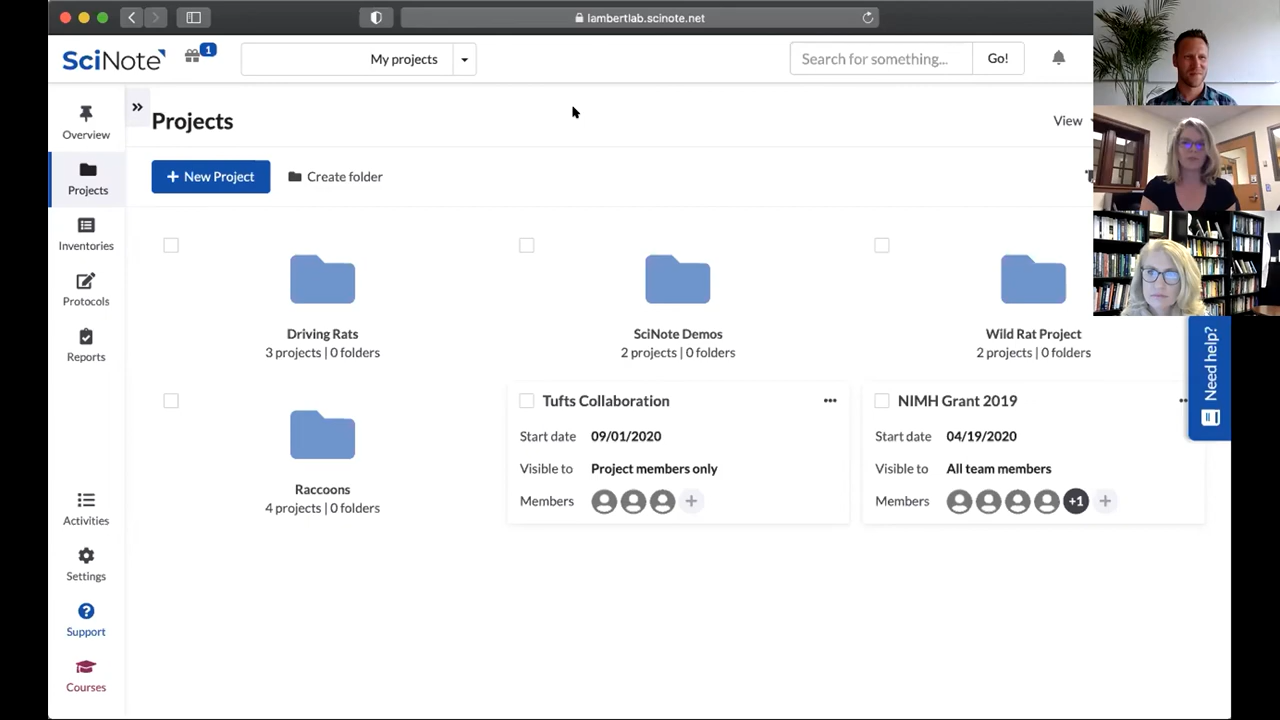 lambertlab.scinote.net
SciNote
1
My projects
Search for something...
Go!
Overview
Projects
View
Projects
+ New Project
Create folder
Inventories
Protocols
Reports
Driving Rats
3 projects | 0 folders
SciNote Demos
2 projects | 0 folders
Wild Rat Project
2 projects | 0 folders
Need help?
Raccoons
4 projects | 0 folders
Tufts Collaboration
Start date 09/01/2020
Visible to Project members only
Members
NIMH Grant 2019
Start date 04/19/2020
Visible to All team members
Members +1
Activities
Settings
Support
Courses